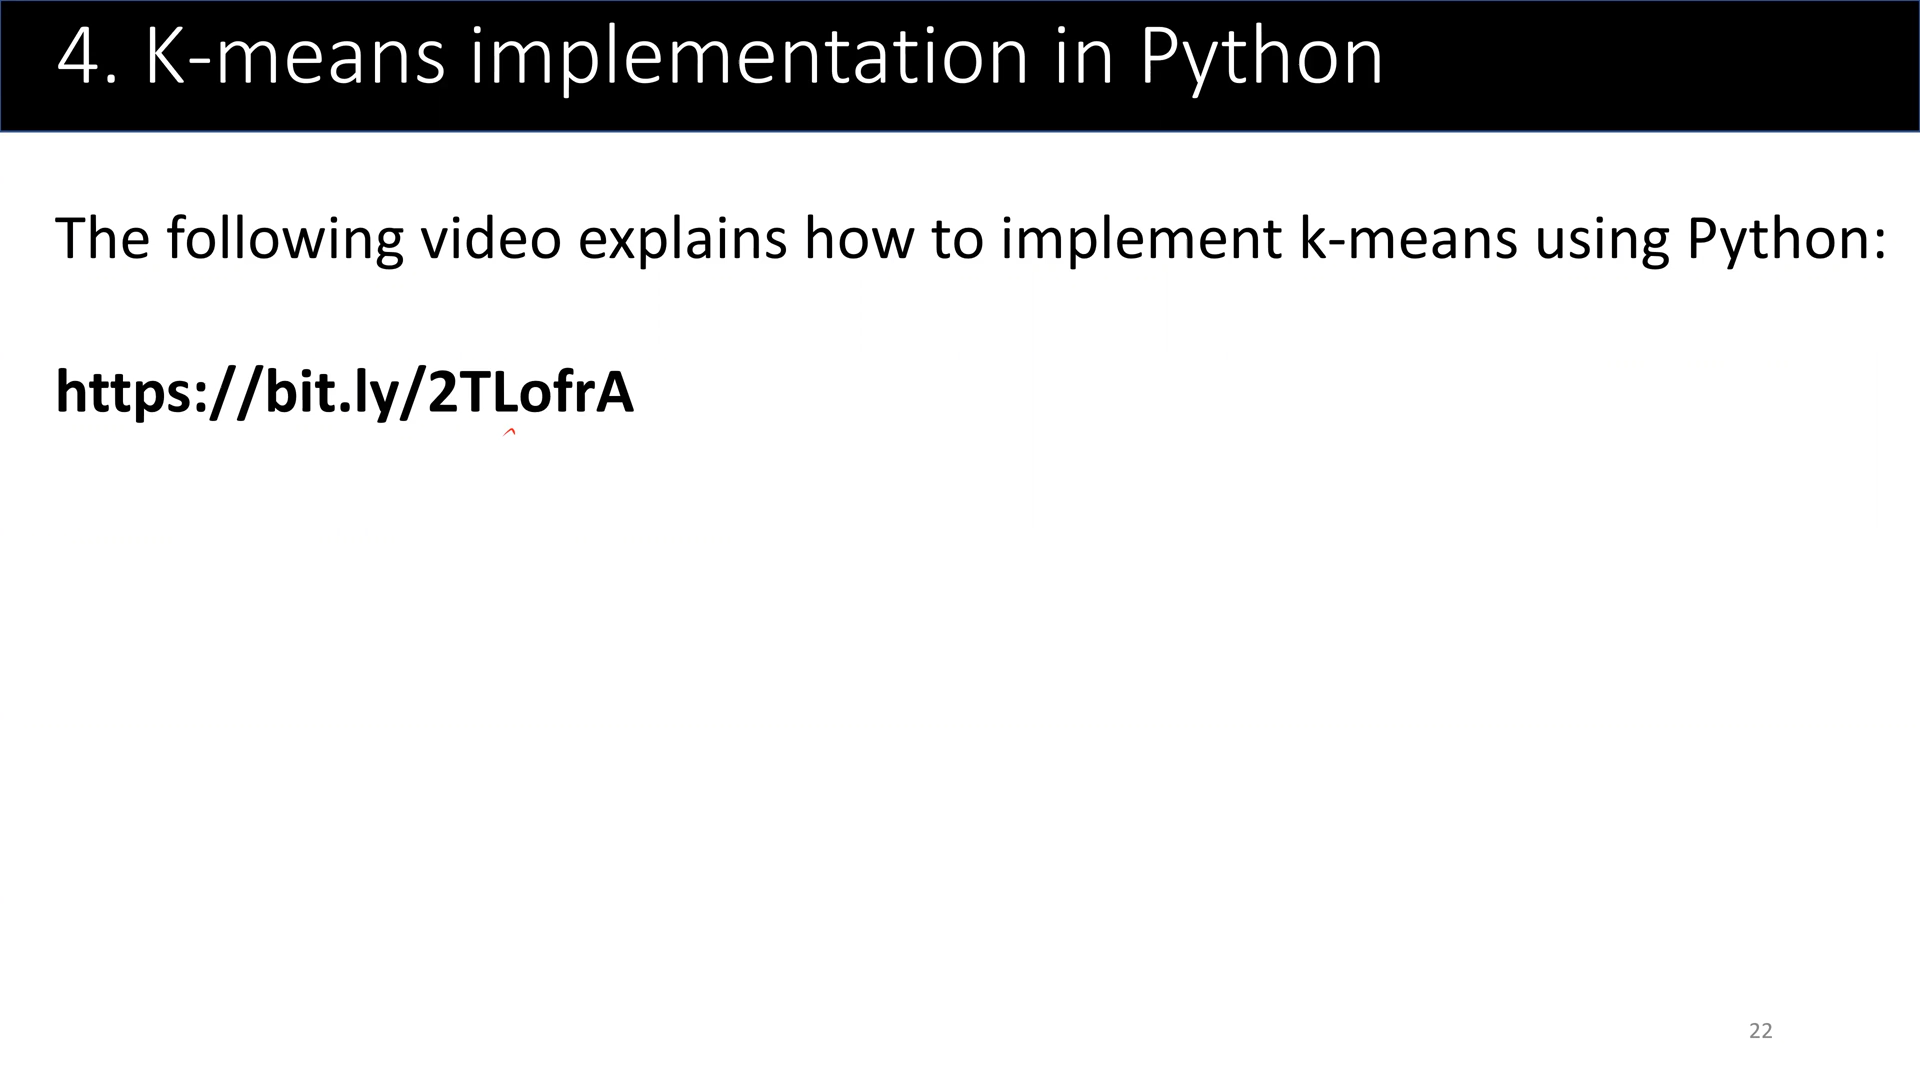 4. K-means implementation in Python
The following video explains how to implement k-means using Python:
https://bit.ly/2TLofrA
22